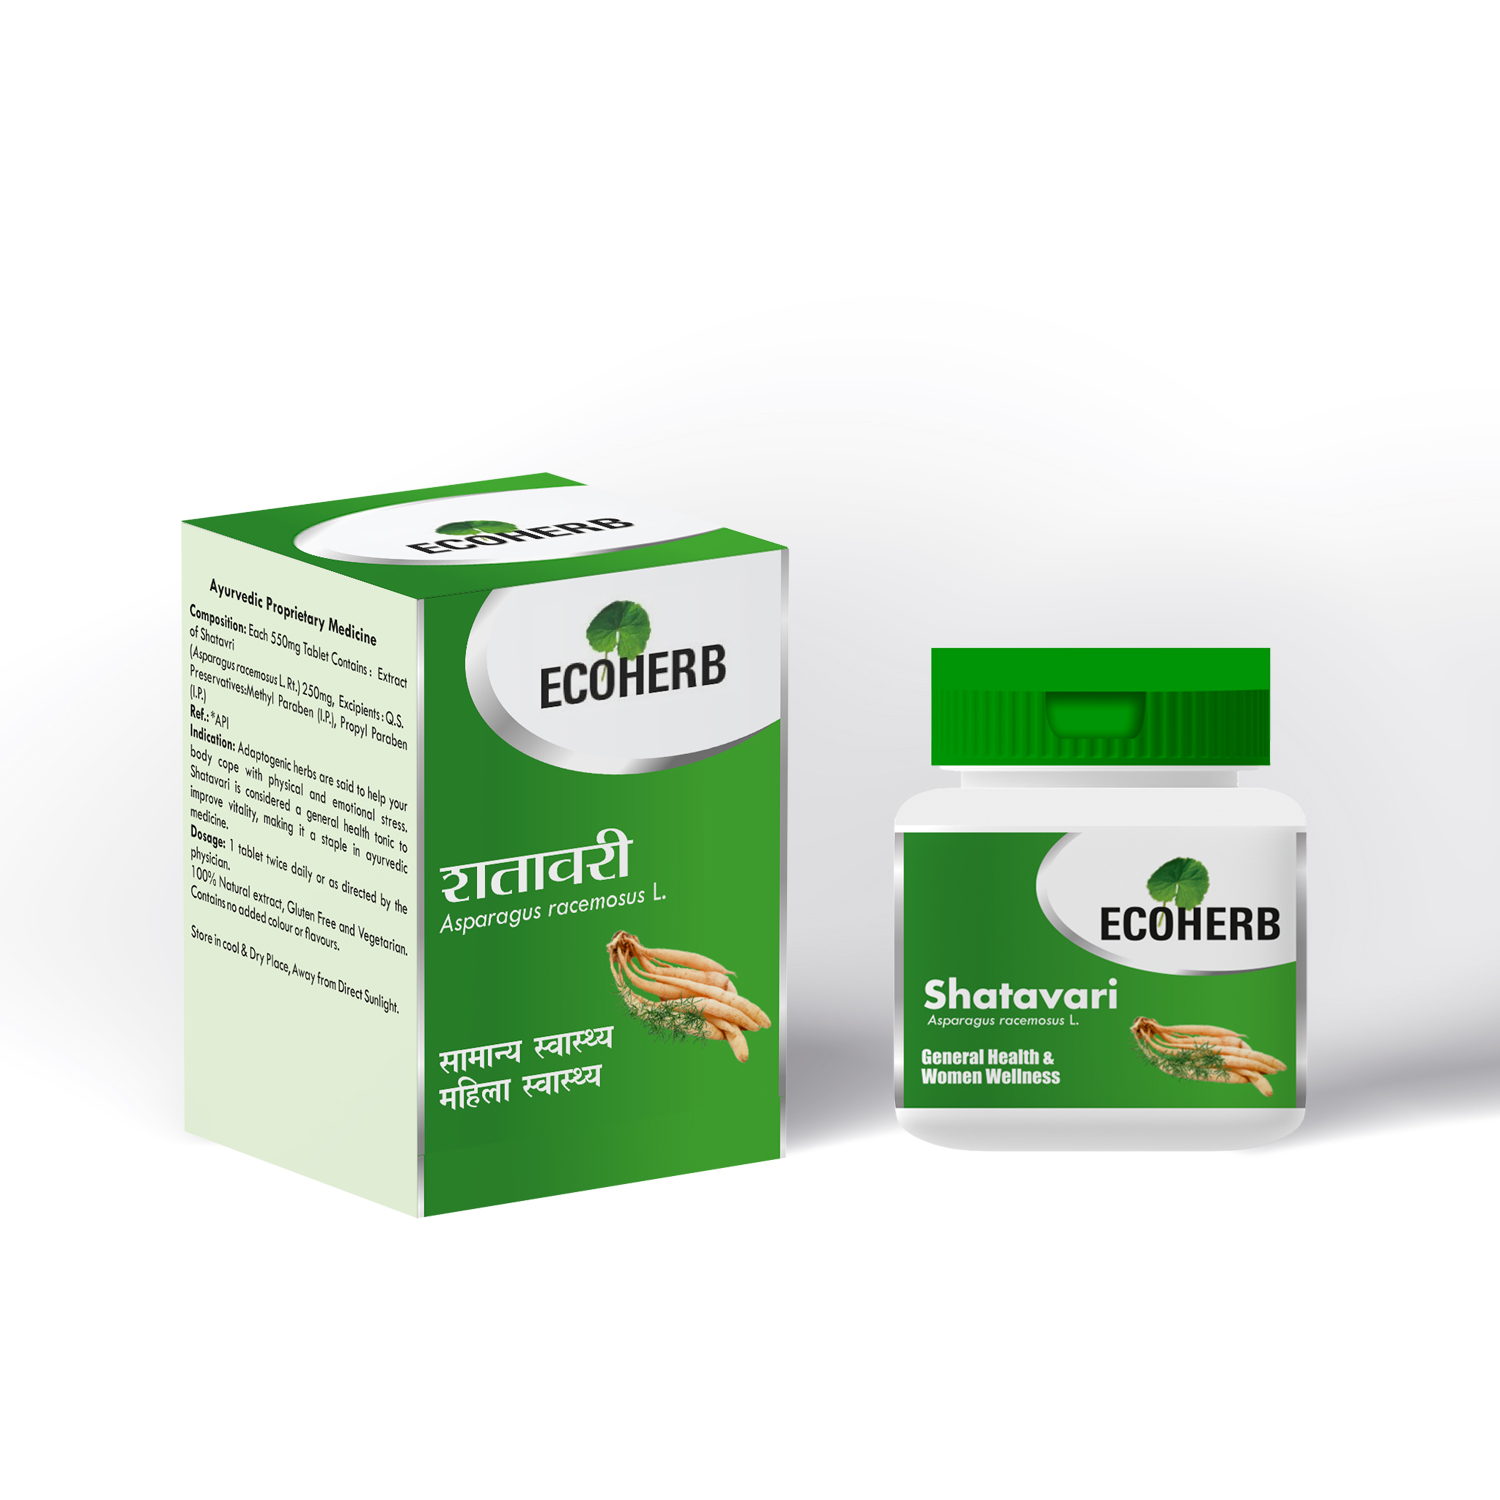 ECOHERB
Ayurvedic Proprietary Medicine
Composition: Each 550mg Tablet Contains : Extract
of Shatavri
(Asparagus racemosus L. Rt.) 250mg, Excipients : Q.S.
Preservatives:Methyl Paraben (I.P.), Propyl Paraben
(I.P.)
Ref.: *API
Indication: Adaptogenic herbs are said to help your
body cope with physical and emotional stress.
Shatavari is considered a general health tonic to
improve vitality, making it a staple in ayurvedic
medicine.
Dosage: 1 tablet twice daily or as directed by the
physician.
100% Natural extract, Gluten Free and Vegetarian.
Contains no added colour or flavours.
Store in cool & Dry Place, Away from Direct Sunlight.
ECOHERB
शतावरी
Asparagus racemosus L.
सामान्य स्वास्थ्य
महिला स्वास्थ्य
ECOHERB
Shatavari
Asparagus racemosus L.
General Health &
Women Wellness